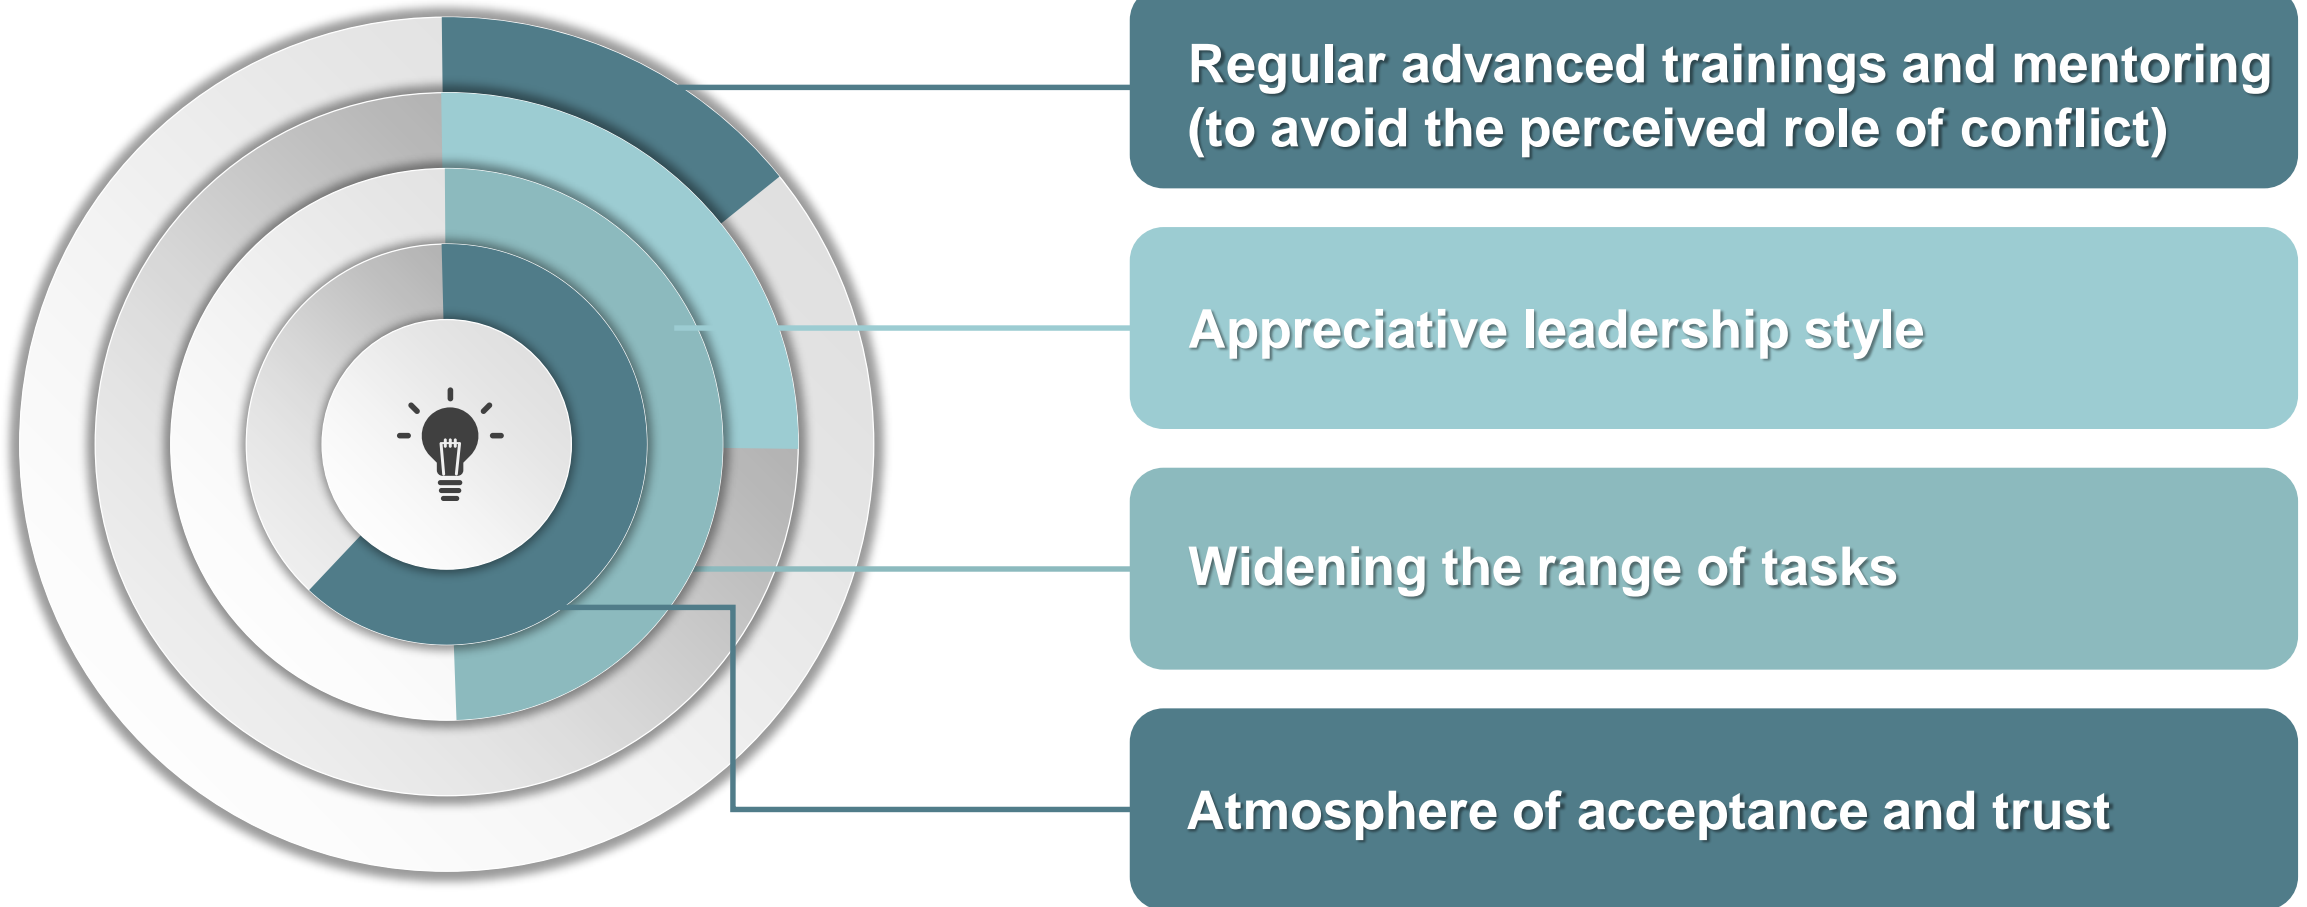 Regular advanced trainings and mentoring
(to avoid the perceived role of conflict)
Appreciative leadership style
Widening the range of tasks
Atmosphere of acceptance and trust